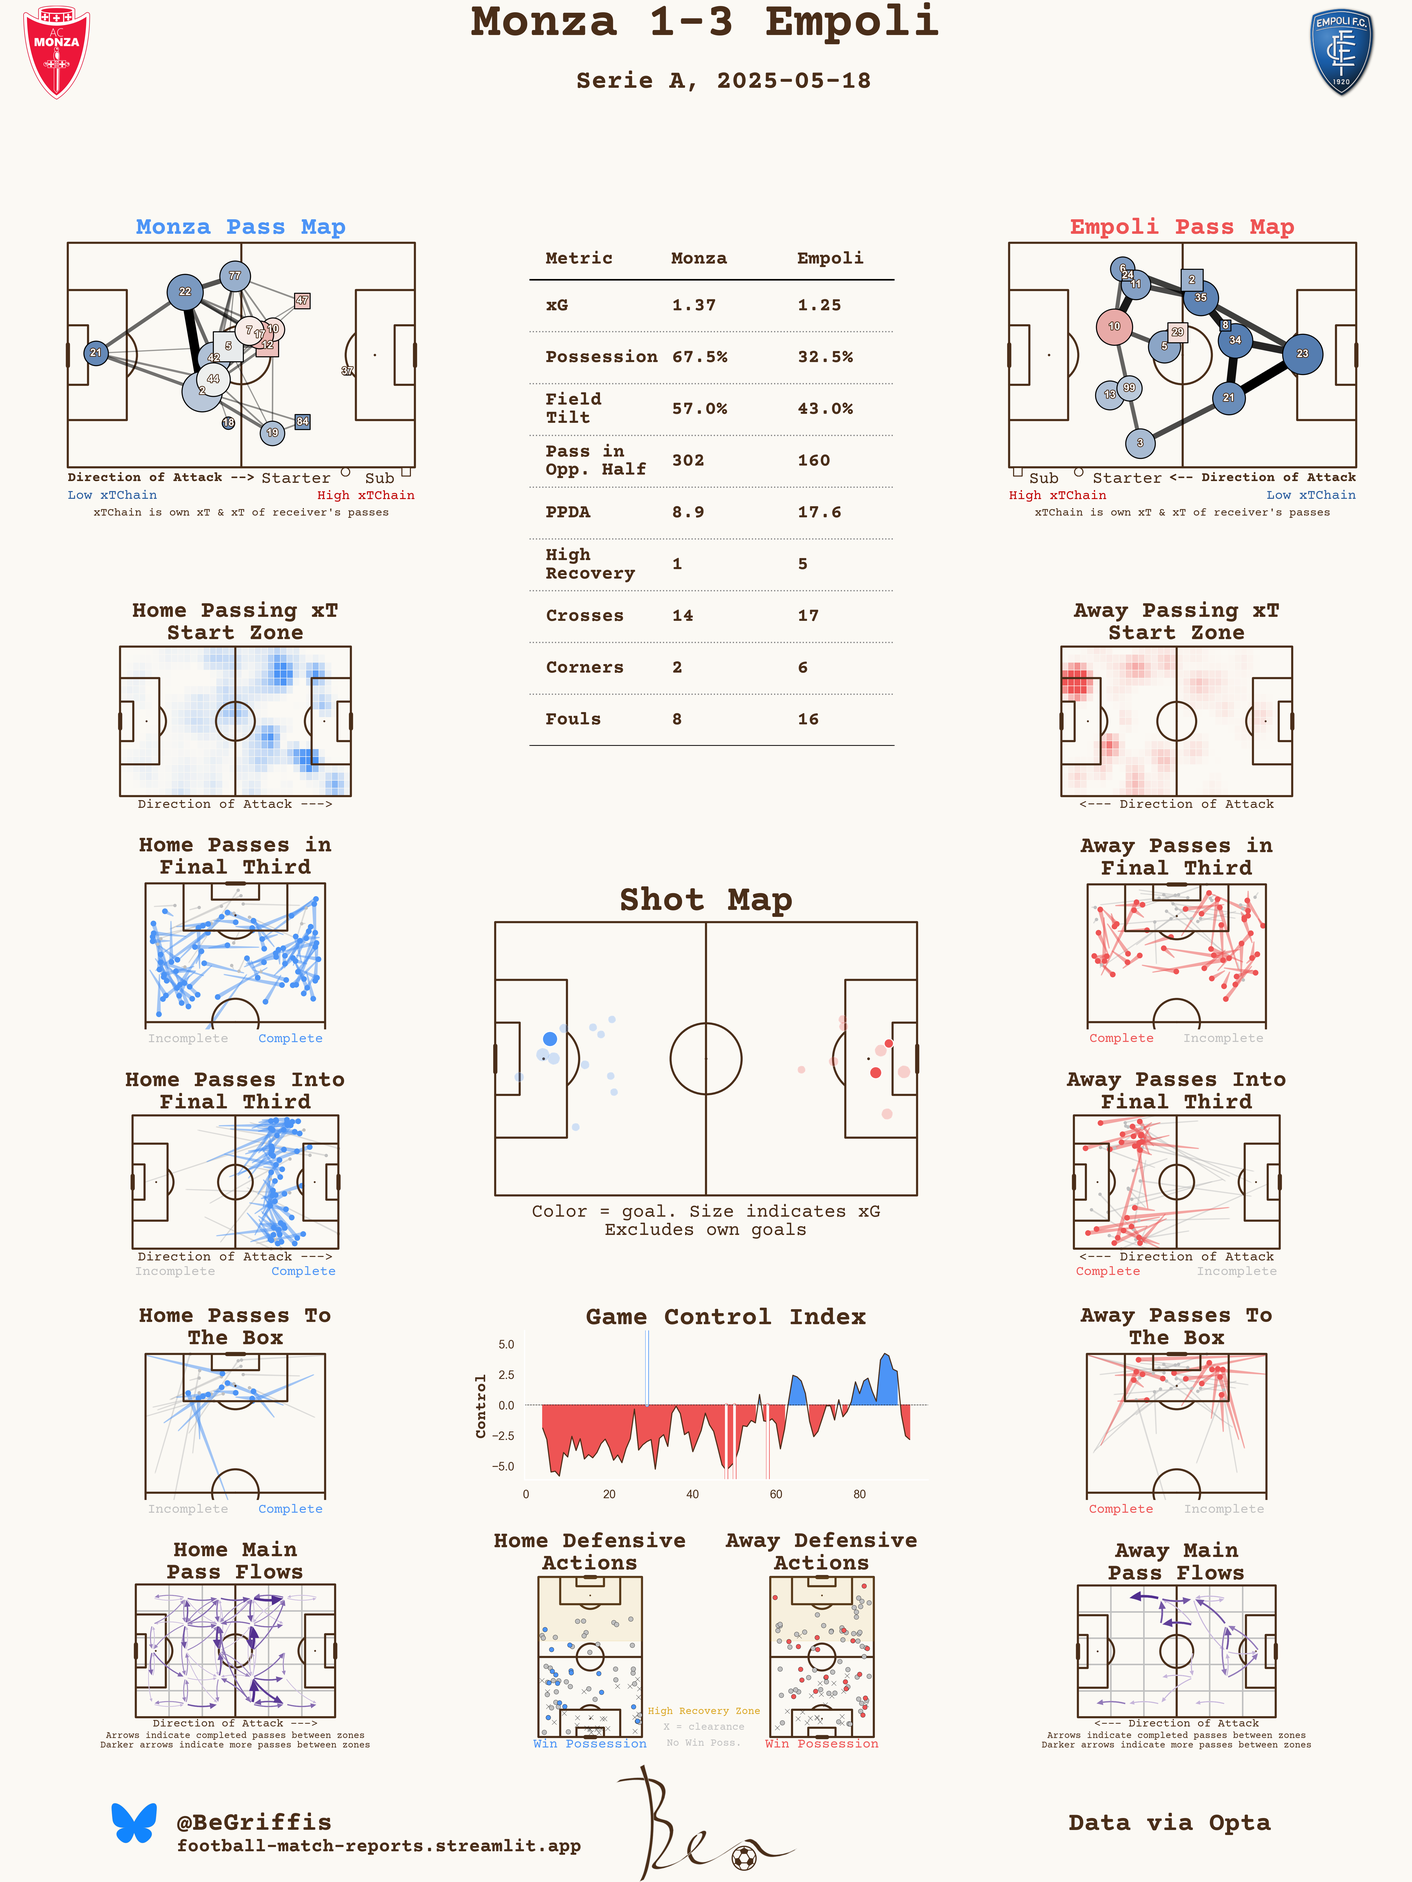 Monza 1-3 Empoli
Serie A, 2025-05-18
AC
MONZA
EMPOLI F.C.
1920
Monza Pass Map
22
77
47
21
7
17
10
12
5
42
44
2
37
18
19
84
Direction of Attack --> Starter Sub
Low xTChain High xTChain
xTChain is own xT & xT of receiver's passes
Metric Monza Empoli
xG 1.37 1.25
Possession 67.5% 32.5%
Field
Tilt 57.0% 43.0%
Pass in
Opp. Half 302 160
PPDA 8.9 17.6
High
Recovery 1 5
Crosses 14 17
Corners 2 6
Fouls 8 16
Empoli Pass Map
6
24
11
2
35
10
29
8
5
34
23
13
99
21
3
Sub Starter <-- Direction of Attack
High xTChain Low xTChain
xTChain is own xT & xT of receiver's passes
Home Passing xT
Start Zone
Direction of Attack --->
Away Passing xT
Start Zone
<--- Direction of Attack
Home Passes in
Final Third
Incomplete Complete
Away Passes in
Final Third
Complete Incomplete
Shot Map
Color = goal. Size indicates xG
Excludes own goals
Home Passes Into
Final Third
Direction of Attack --->
Incomplete Complete
Away Passes Into
Final Third
<--- Direction of Attack
Complete Incomplete
Home Passes To
The Box
Incomplete Complete
Game Control Index
Control
5.0
2.5
0.0
−2.5
−5.0
0 20 40 60 80
Away Passes To
The Box
Complete Incomplete
Home Main
Pass Flows
Direction of Attack --->
Arrows indicate completed passes between zones
Darker arrows indicate more passes between zones
Home Defensive
Actions
Win Possession
High Recovery Zone
X = clearance
No Win Poss.
Away Defensive
Actions
Win Possession
Away Main
Pass Flows
<--- Direction of Attack
Arrows indicate completed passes between zones
Darker arrows indicate more passes between zones
@BeGriffis
football-match-reports.streamlit.app
Ben
Data via Opta